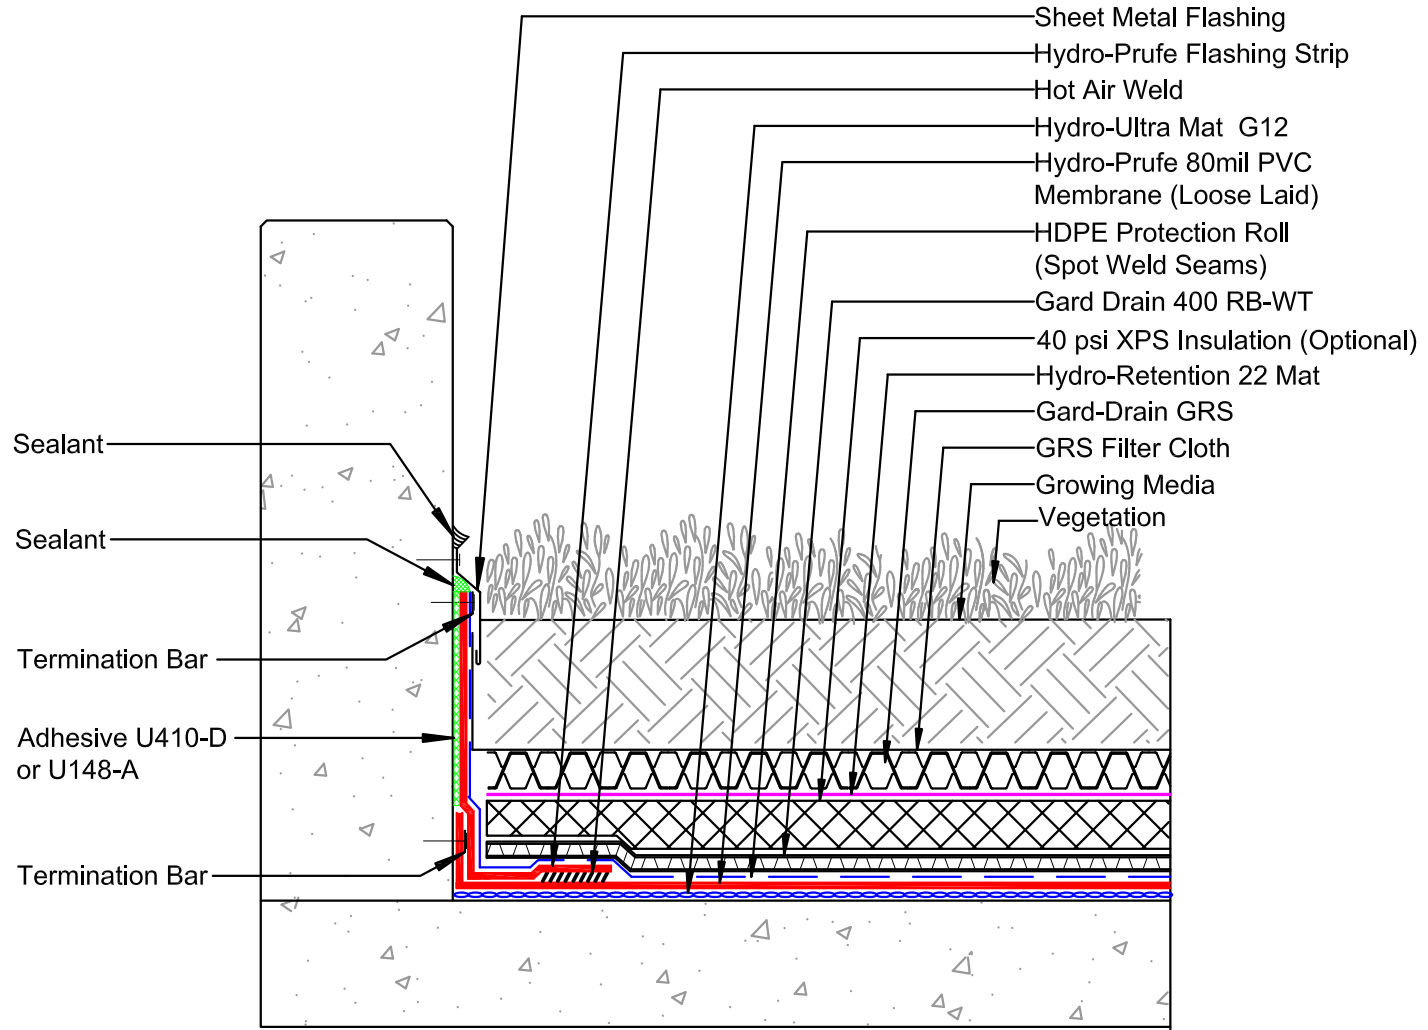 Sheet Metal Flashing
Hydro-Prufe Flashing Strip
Hot Air Weld
Hydro-Ultra Mat  G12
Hydro-Prufe 80mil PVC
Membrane (Loose Laid)
HDPE Protection Roll
(Spot Weld Seams)
Gard Drain 400 RB-WT
40 psi XPS Insulation (Optional)
Hydro-Retention 22 Mat
Gard-Drain GRS
GRS Filter Cloth
Growing Media
Vegetation
Sealant
Sealant
Termination Bar
Adhesive U410-D
or U148-A
Termination Bar